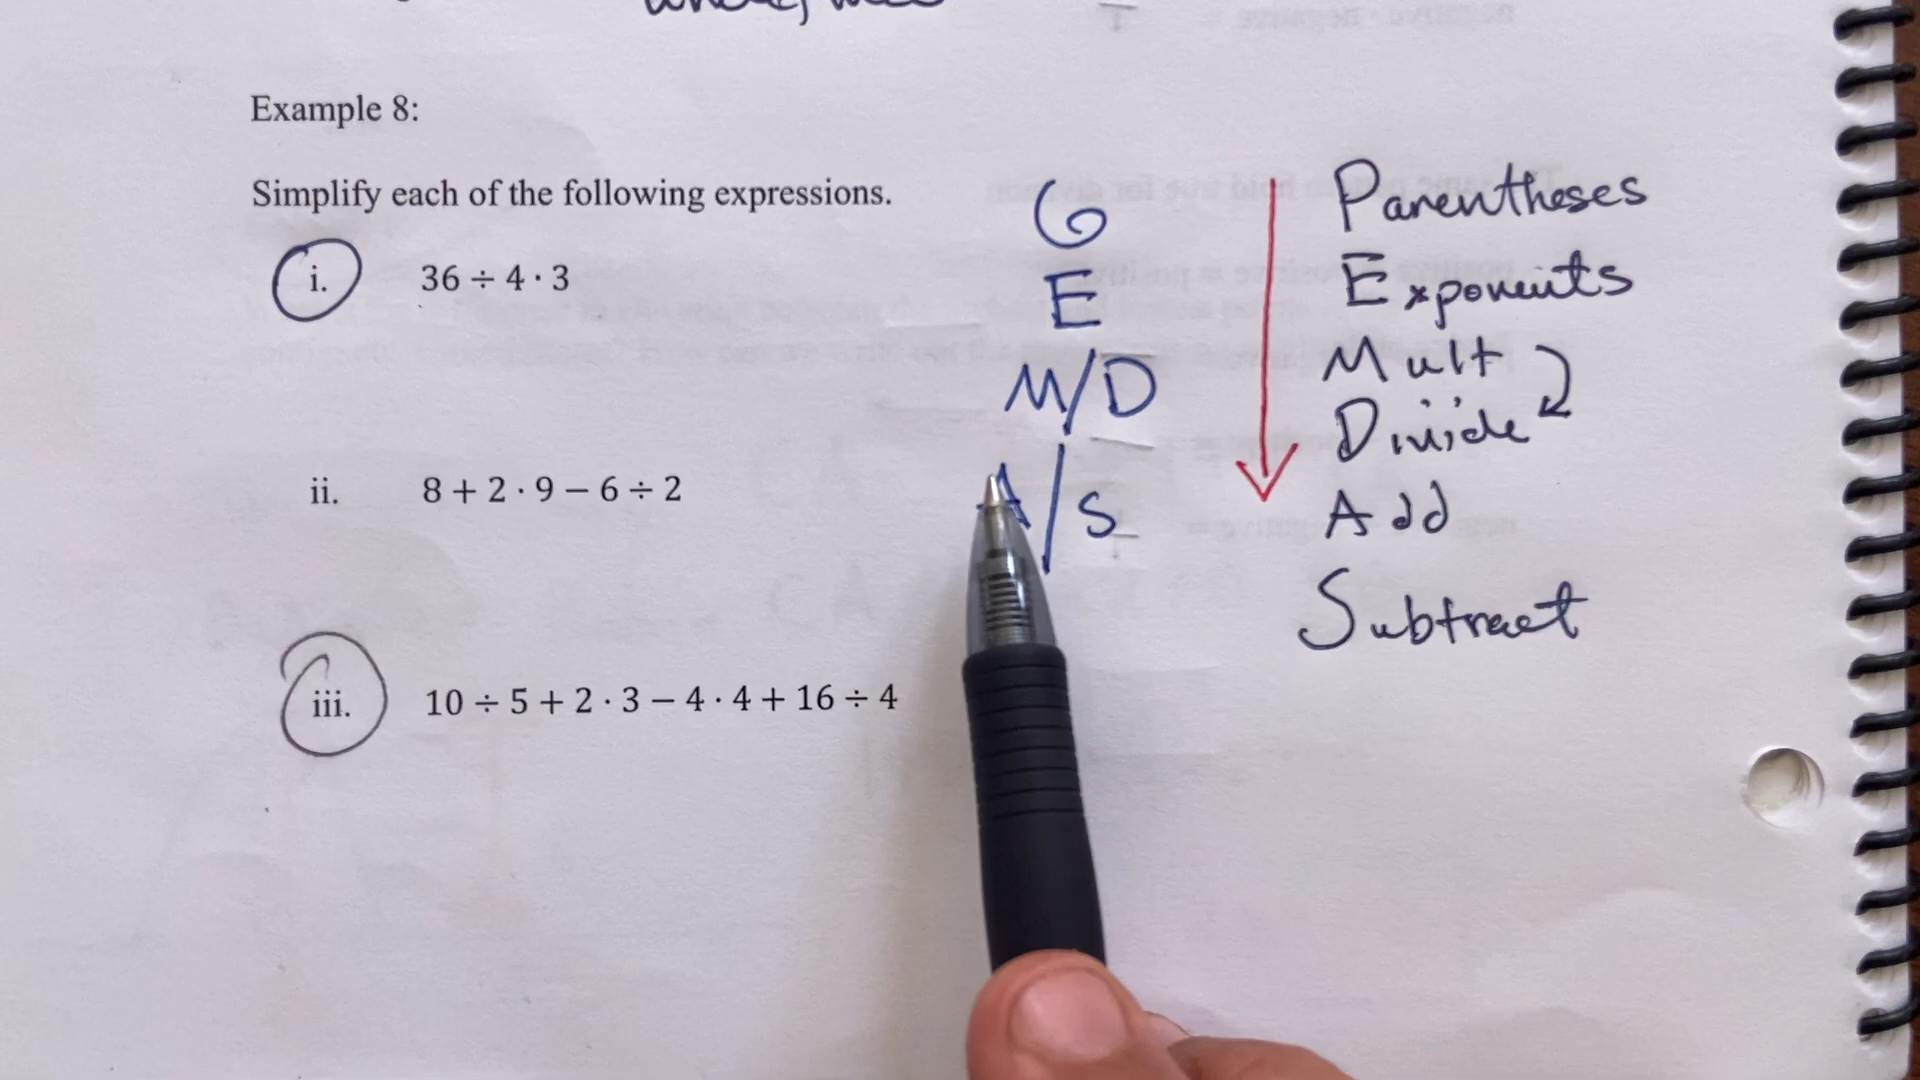 Example 8:
Simplify each of the following expressions.
i. 36 ÷ 4 · 3
ii. 8 + 2 · 9 − 6 ÷ 2
iii. 10 ÷ 5 + 2 · 3 − 4 · 4 + 16 ÷ 4
G
E
M/D
A/S
Parentheses
Exponents
Mult
Divide
Add
Subtract